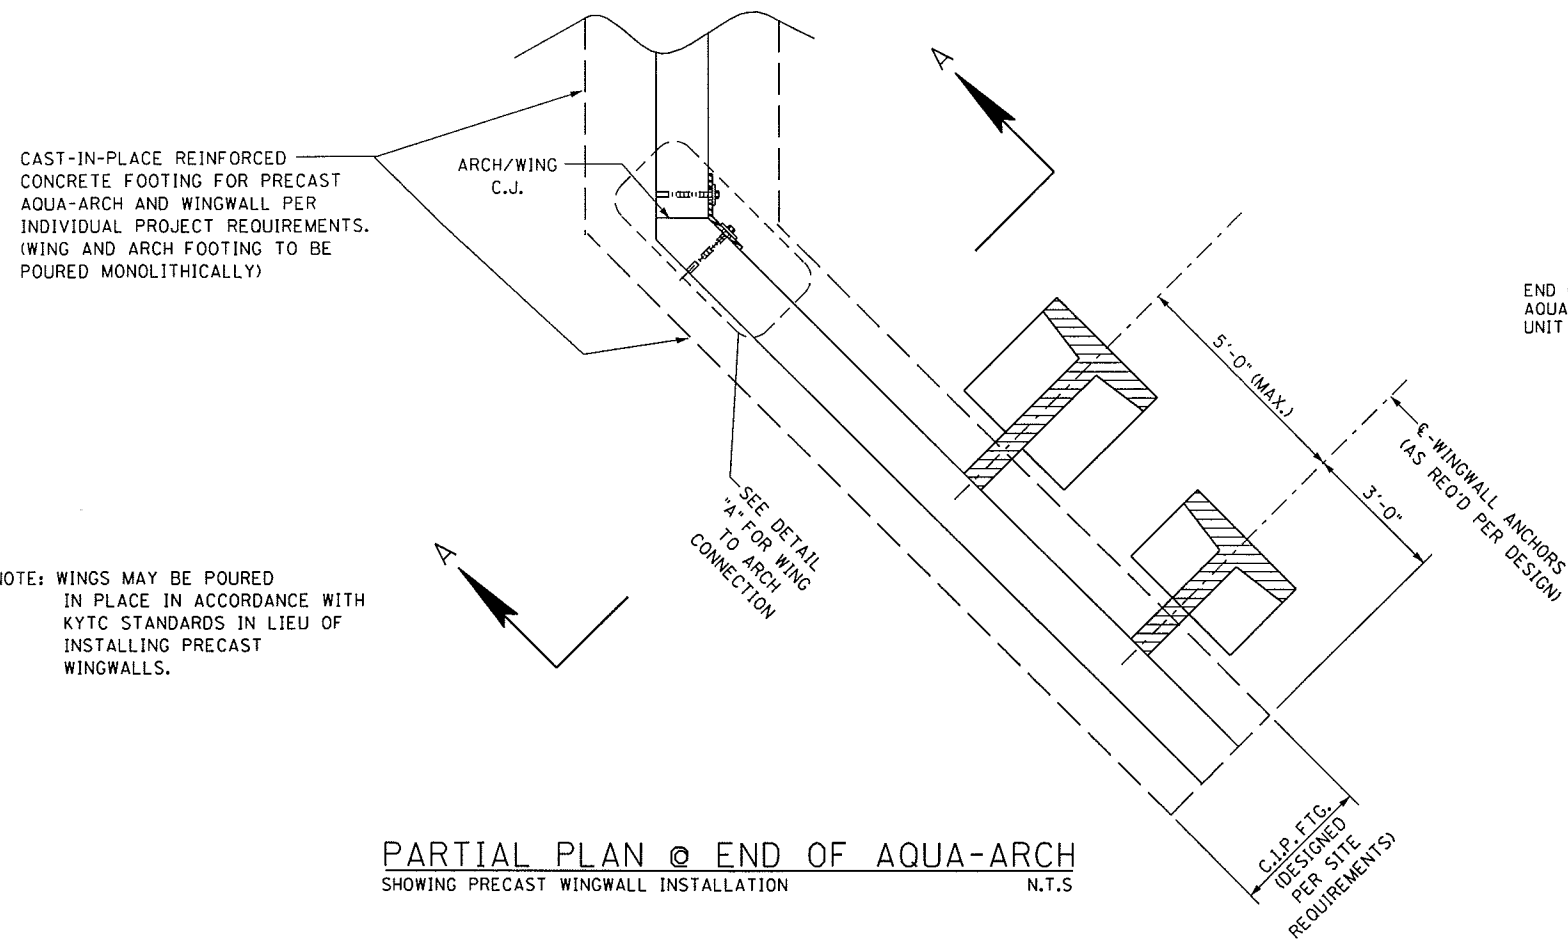 CAST-IN-PLACE REINFORCED
CONCRETE FOOTING FOR PRECAST
AQUA-ARCH AND WINGWALL PER
INDIVIDUAL PROJECT REQUIREMENTS.
(WING AND ARCH FOOTING TO BE
POURED MONOLITHICALLY)
ARCH/WING
C.J.
A
END
AQUA
UNIT
5'-0" (MAX.)
3'-0"
℄-WINGWALL ANCHORS
(AS REQ'D PER DESIGN)
SEE DETAIL
"A" FOR WING
TO ARCH
CONNECTION
A
NOTE: WINGS MAY BE POURED
IN PLACE IN ACCORDANCE WITH
KYTC STANDARDS IN LIEU OF
INSTALLING PRECAST
WINGWALLS.
C.I.P. FTG.
(DESIGNED
PER SITE
REQUIREMENTS)
PARTIAL PLAN @ END OF AQUA-ARCH
SHOWING PRECAST WINGWALL INSTALLATION N.T.S